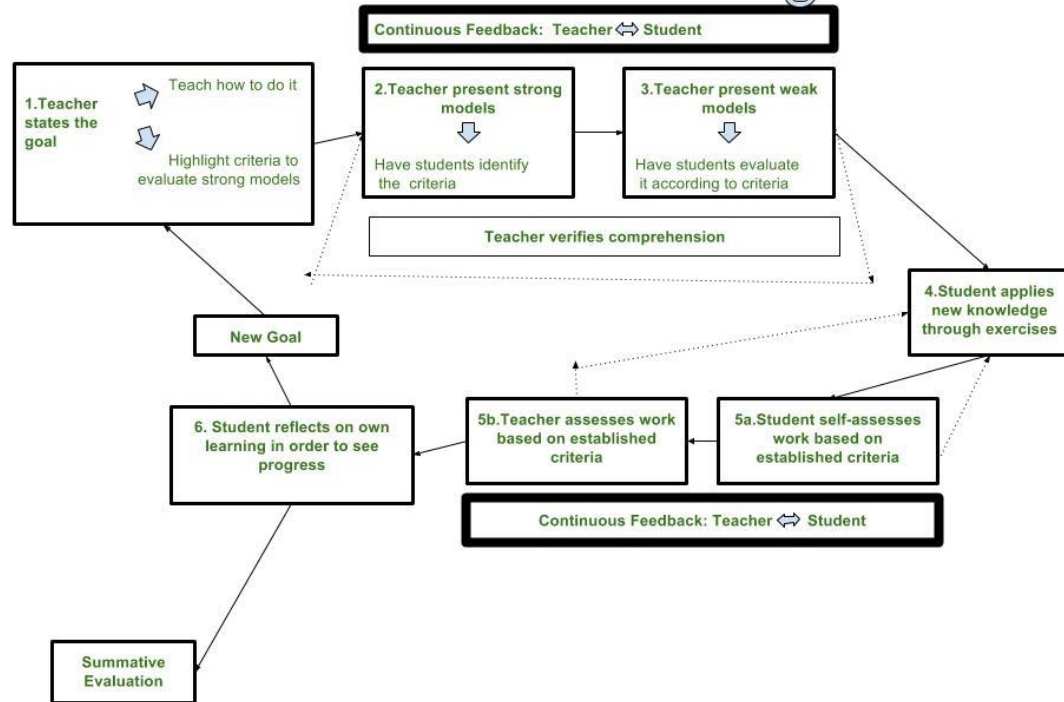 Continuous Feedback: Teacher ⇔ Student
1.Teacher
states the
goal
Teach how to do it
Highlight criteria to
evaluate strong models
2.Teacher present strong
models
Have students identify
the criteria
3.Teacher present weak
models
Have students evaluate
it according to criteria
Teacher verifies comprehension
4.Student applies
new knowledge
through exercises
New Goal
5b.Teacher assesses work
based on established
criteria
5a.Student self-assesses
work based on
established criteria
6. Student reflects on own
learning in order to see
progress
Continuous Feedback: Teacher ⇔ Student
Summative
Evaluation